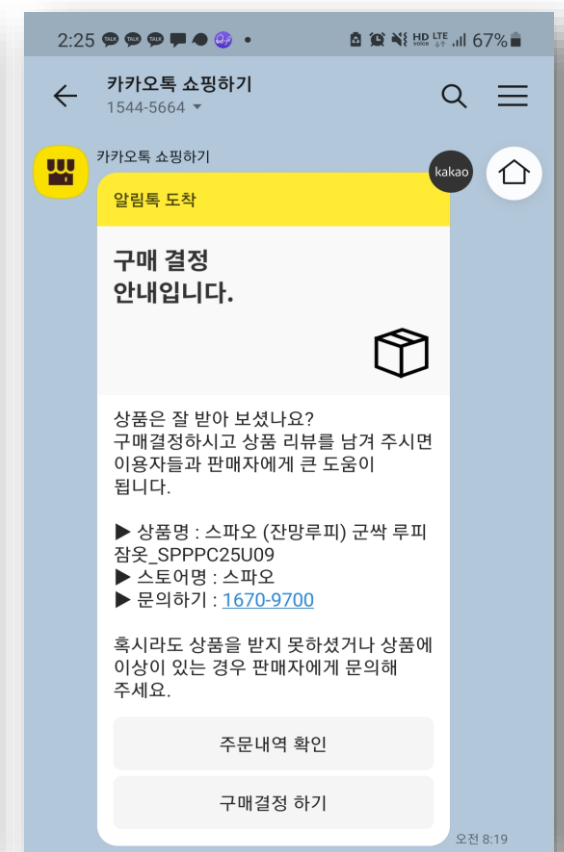 2:25 TALK TALK TALK HD LTE VOICE 67%
카카오톡 쇼핑하기
1544-5664
카카오톡 쇼핑하기
kakao
알림톡 도착
구매 결정
안내입니다.
상품은 잘 받아 보셨나요?
구매결정하시고 상품 리뷰를 남겨 주시면
이용자들과 판매자에게 큰 도움이
됩니다.
▶ 상품명 : 스파오 (잔망루피) 군싹 루피
잠옷_SPPPC25U09
▶ 스토어명 : 스파오
▶ 문의하기 : 1670-9700
혹시라도 상품을 받지 못하셨거나 상품에
이상이 있는 경우 판매자에게 문의해
주세요.
주문내역 확인
구매결정 하기
오전 8:19